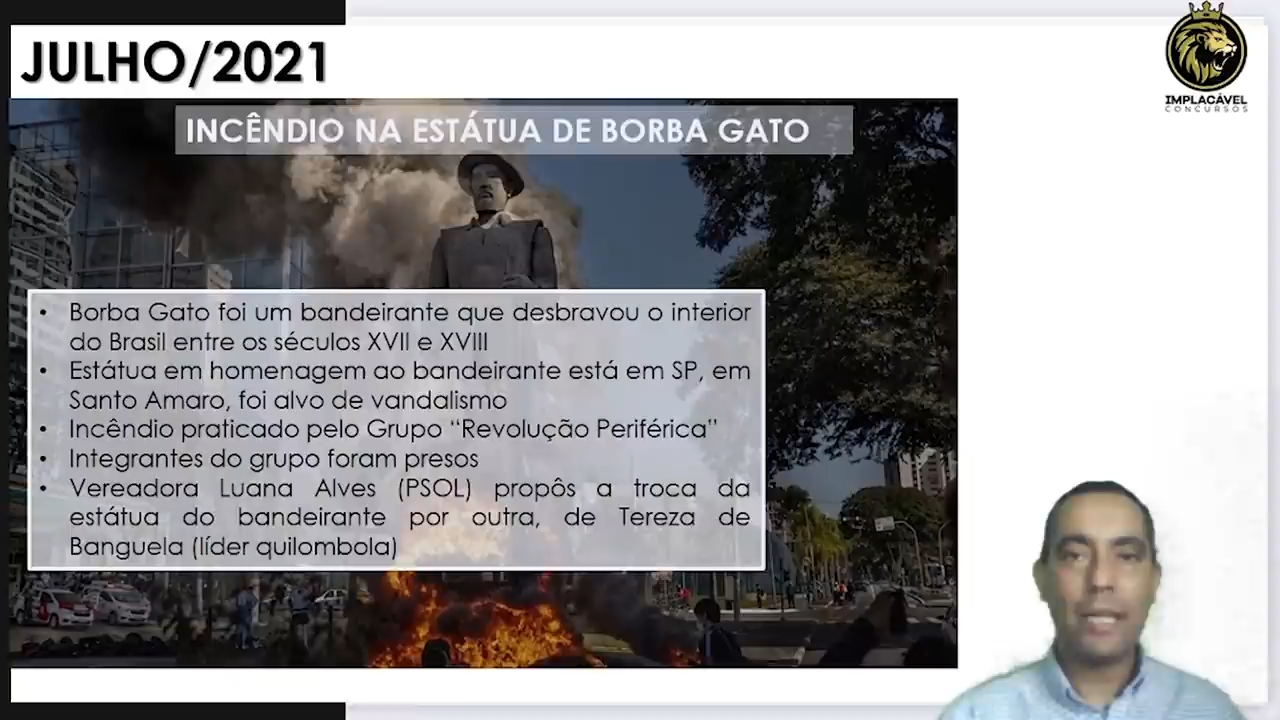 JULHO/2021
IMPLACÁVEL
CONCURSOS
INCÊNDIO NA ESTÁTUA DE BORBA GATO
• Borba Gato foi um bandeirante que desbravou o interior
do Brasil entre os séculos XVII e XVIII
• Estátua em homenagem ao bandeirante está em SP, em
Santo Amaro, foi alvo de vandalismo
• Incêndio praticado pelo Grupo “Revolução Periférica”
• Integrantes do grupo foram presos
• Vereadora Luana Alves (PSOL) propôs a troca da
estátua do bandeirante por outra, de Tereza de
Banguela (líder quilombola)